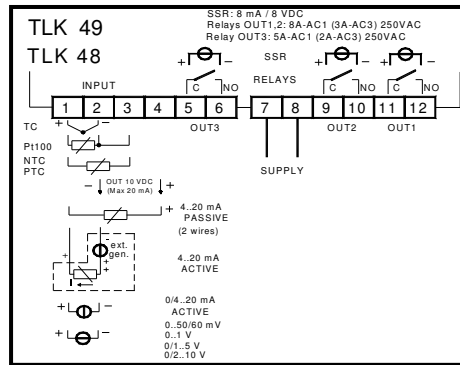 TLK 49
TLK 48
SSR: 8 mA / 8 VDC
Relays OUT1,2: 8A-AC1 (3A-AC3) 250VAC
Relay OUT3: 5A-AC1 (2A-AC3) 250VAC
+ - SSR + - + -
INPUT C NO RELAYS C NO C NO
1 2 3 4 5 6 7 8 9 10 11 12
TC + - OUT3 OUT2 OUT1
Pt100
NTC
PTC
SUPPLY
- OUT 10 VDC +
(Max 20 mA)
+ 4..20 mA
PASSIVE
(2 wires)
-
ext.
gen.
+ +
+
4..20 mA
ACTIVE
I
+ - 0/4..20 mA
ACTIVE
+ - 0..50/60 mV
0..1 V
0/1..5 V
0/2..10 V